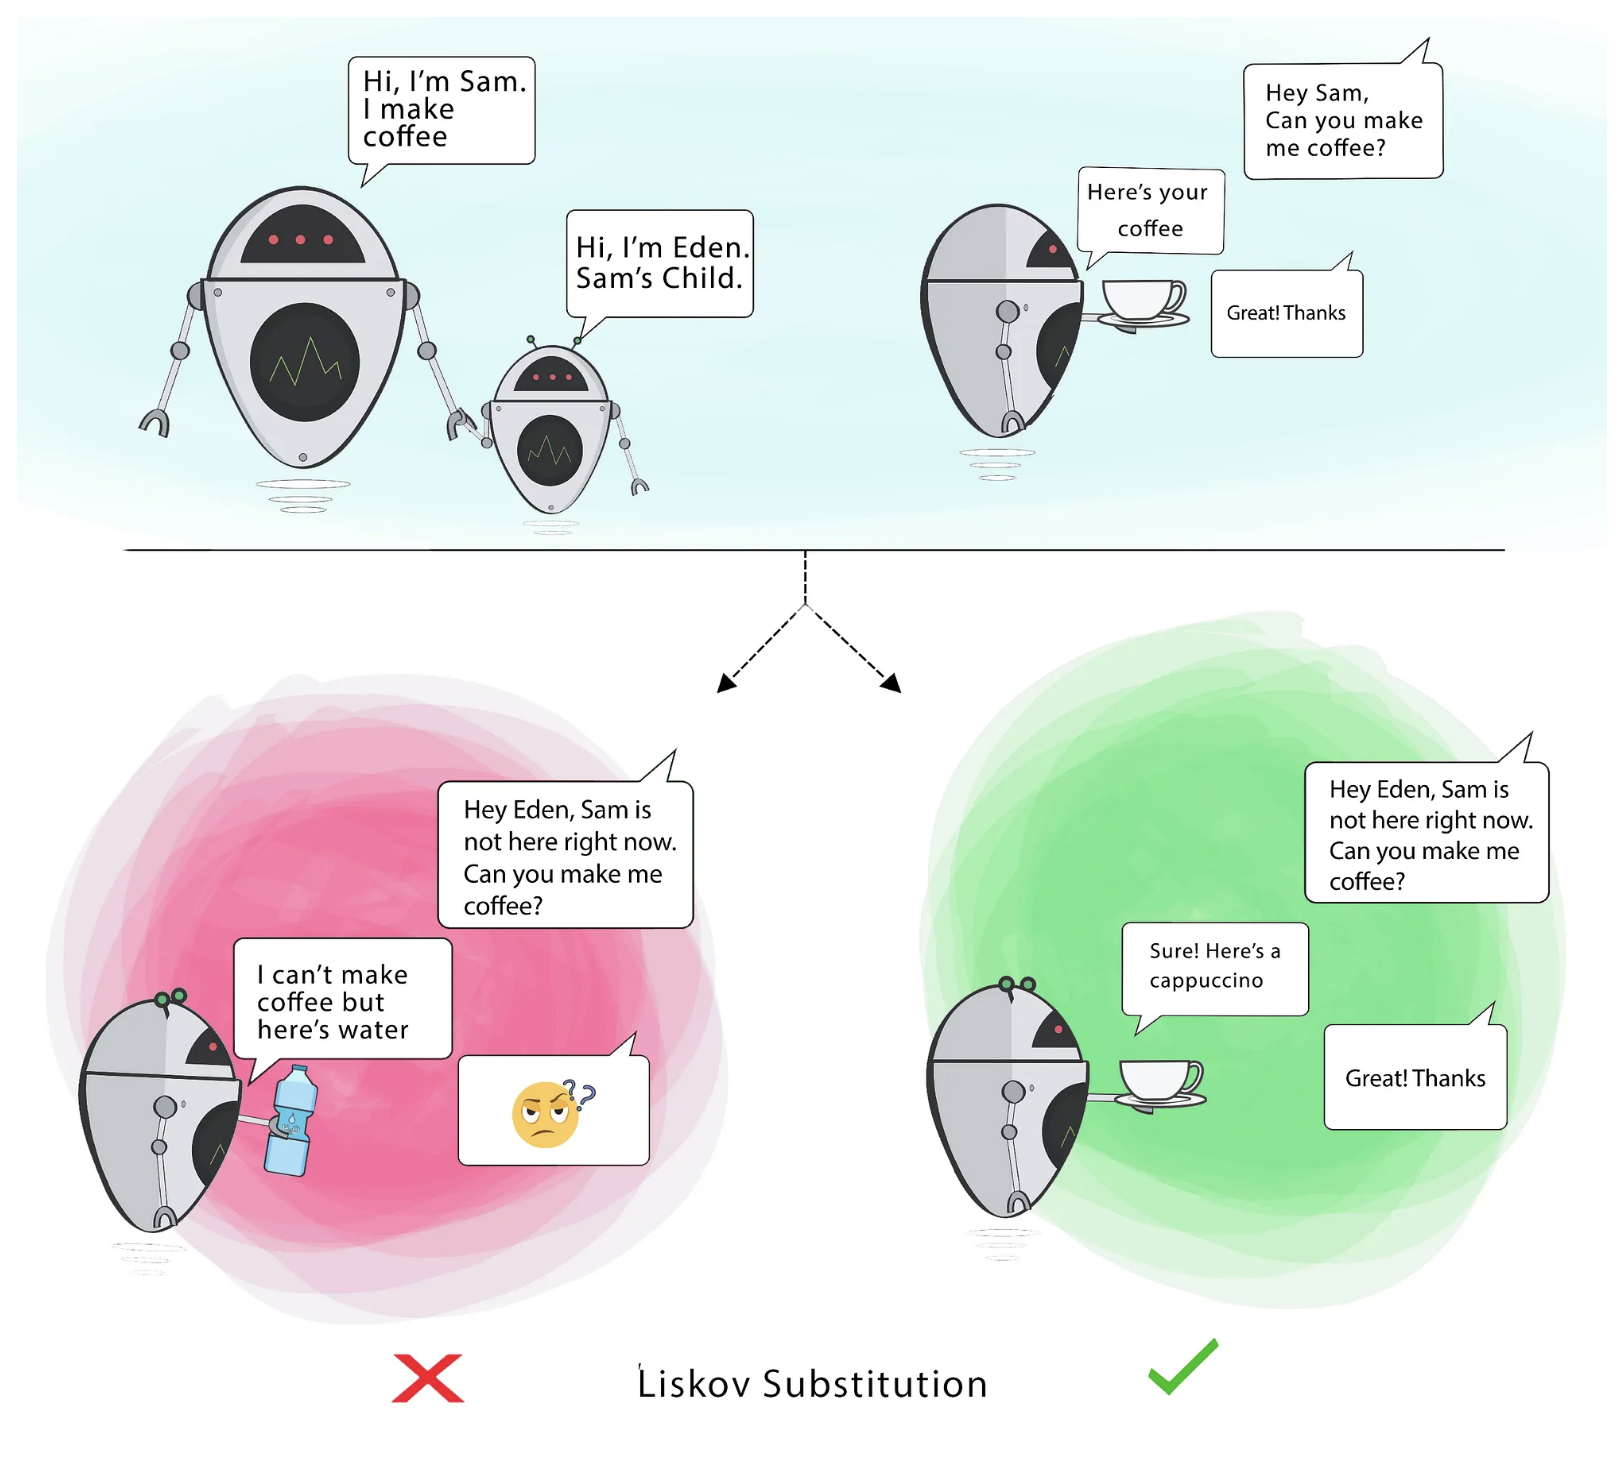 Hi, I'm Sam.
I make
coffee
Hi, I'm Eden.
Sam's Child.
Hey Sam,
Can you make
me coffee?
Here's your
coffee
Great! Thanks
Hey Eden, Sam is
not here right now.
Can you make me
coffee?
I can't make
coffee but
here's water
??
Hey Eden, Sam is
not here right now.
Can you make me
coffee?
Sure! Here's a
cappuccino
Great! Thanks
Liskov Substitution